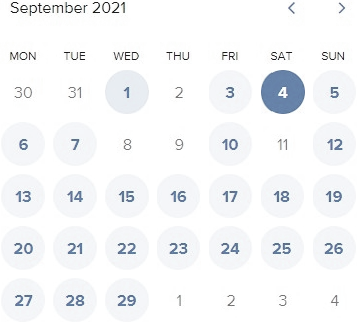 September 2021
MON TUE WED THU FRI SAT SUN
30 31 1 2 3 4 5
6 7 8 9 10 11 12
13 14 15 16 17 18 19
20 21 22 23 24 25 26
27 28 29 1 2 3 4